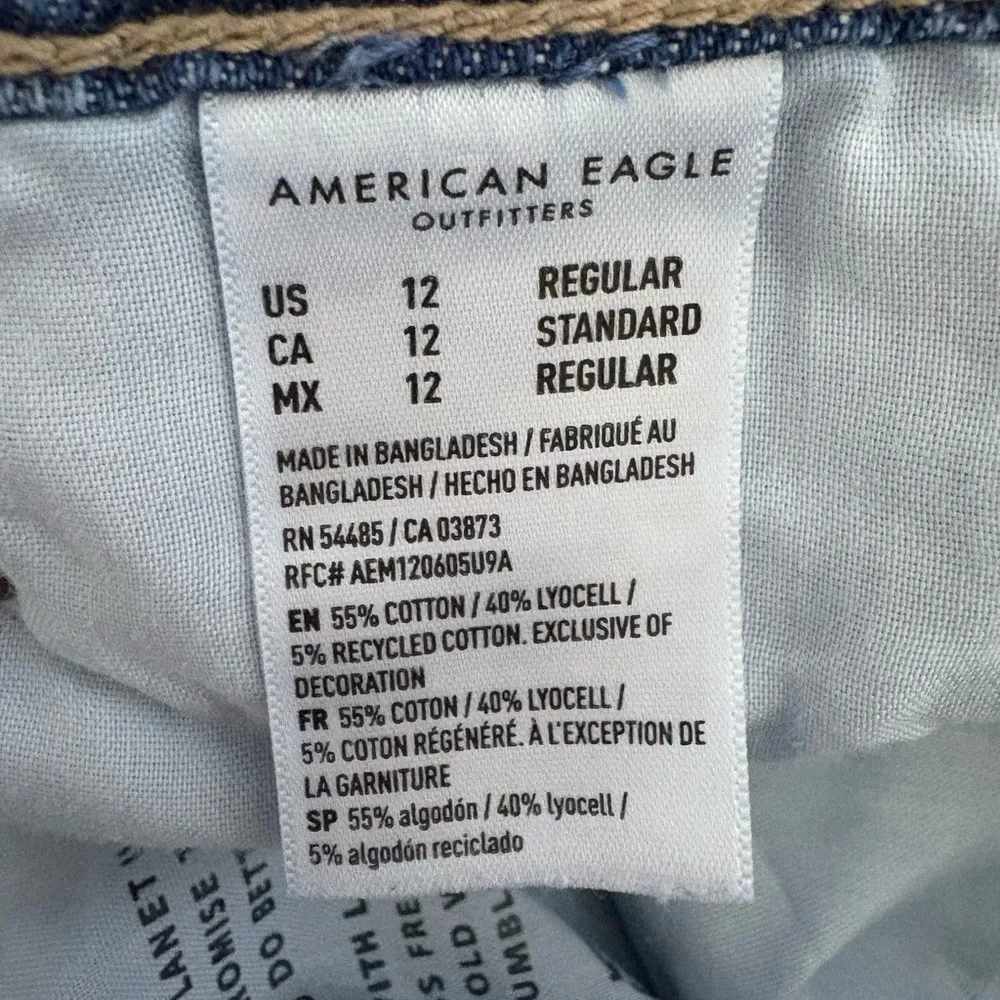 AMERICAN EAGLE
OUTFITTERS
US 12 REGULAR
CA 12 STANDARD
MX 12 REGULAR
MADE IN BANGLADESH / FABRIQUÉ AU
BANGLADESH / HECHO EN BANGLADESH
RN 54485 / CA 03873
RFC# AEM120605U9A
EN 55% COTTON / 40% LYOCELL /
5% RECYCLED COTTON. EXCLUSIVE OF
DECORATION
FR 55% COTON / 40% LYOCELL /
5% COTON RÉGÉNÉRÉ. À L'EXCEPTION DE
LA GARNITURE
SP 55% algodón / 40% lyocell /
5% algodón reciclado
DO
OLD